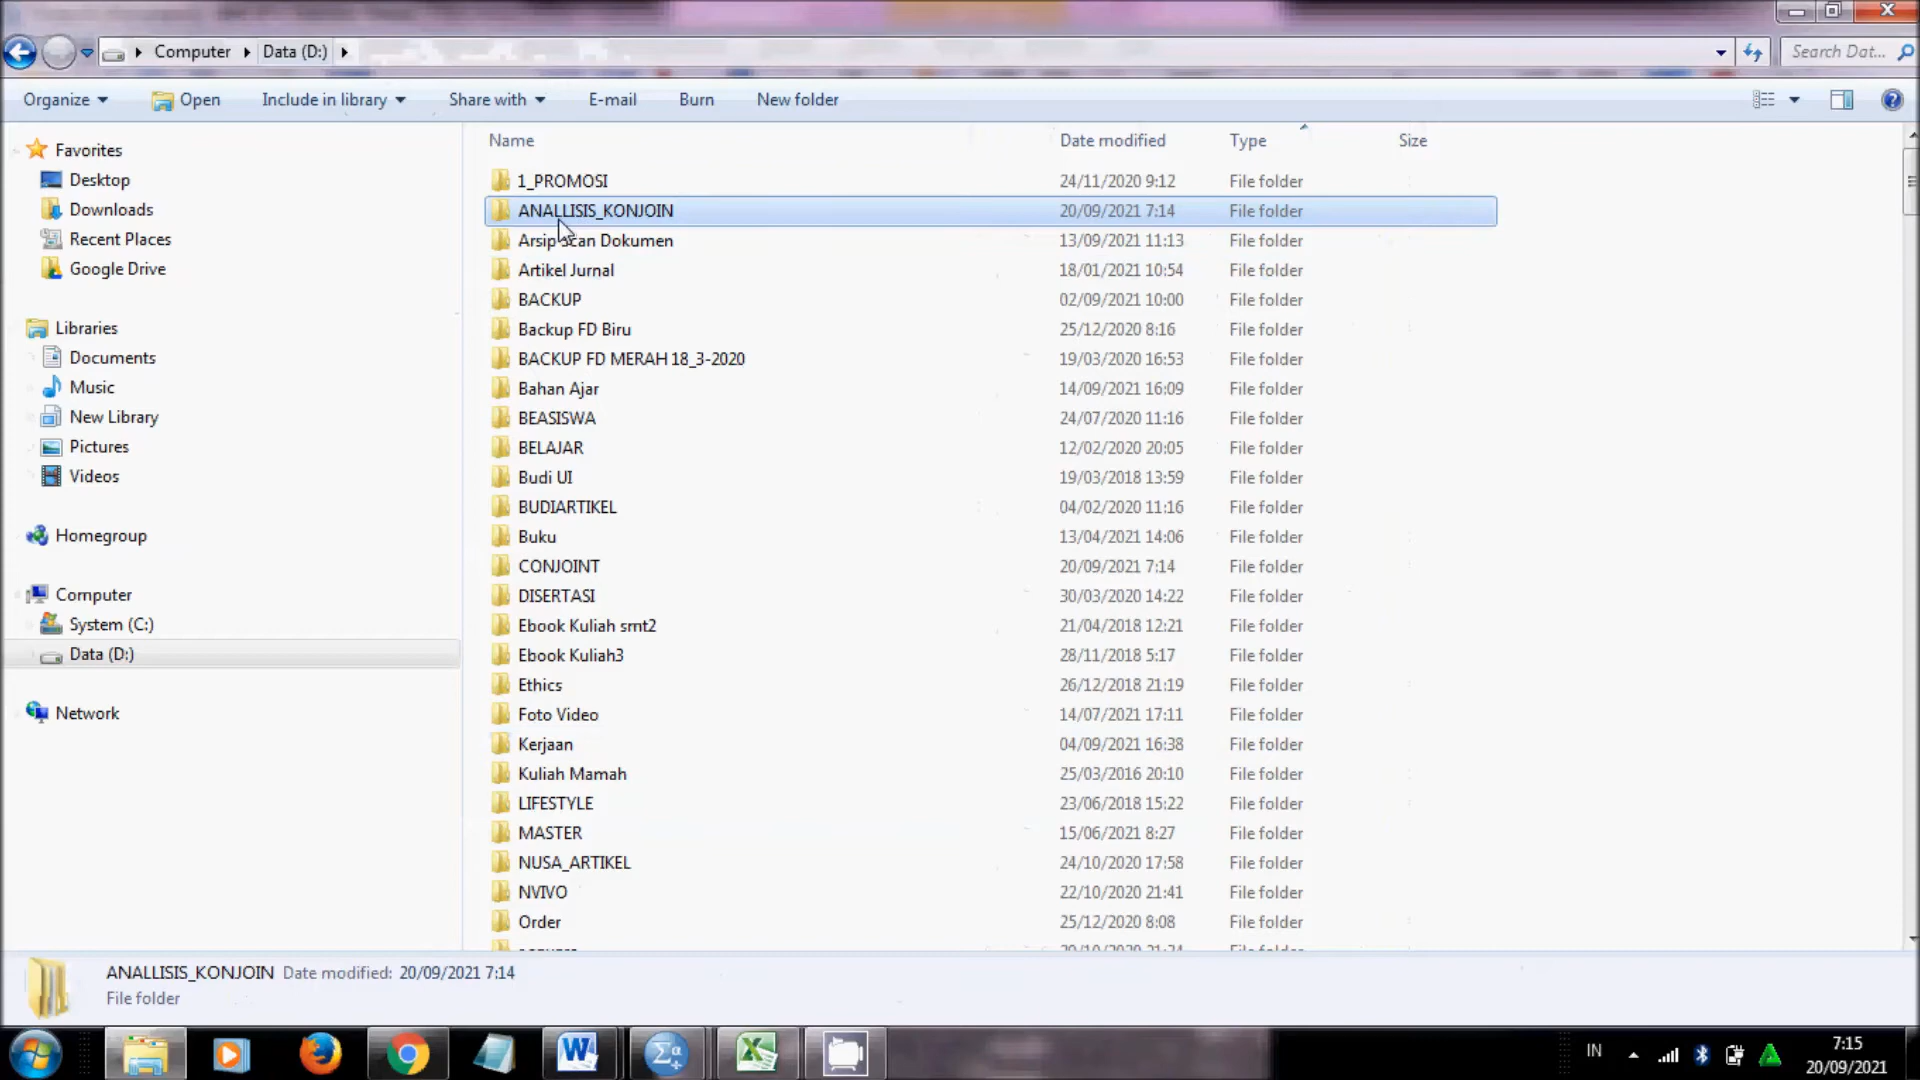 Computer Data (D:) Search Dat...
Organize Open Include in library Share with E-mail Burn New folder
Name Date modified Type Size
Favorites
Desktop
Downloads
Recent Places
Google Drive
Libraries
Documents
Music
New Library
Pictures
Videos
Homegroup
Computer
System (C:)
Data (D:)
Network
1_PROMOSI 24/11/2020 9:12 File folder
ANALLISIS_KONJOIN 20/09/2021 7:14 File folder
Arsip Scan Dokumen 13/09/2021 11:13 File folder
Artikel Jurnal 18/01/2021 10:54 File folder
BACKUP 02/09/2021 10:00 File folder
Backup FD Biru 25/12/2020 8:16 File folder
BACKUP FD MERAH 18_3-2020 19/03/2020 16:53 File folder
Bahan Ajar 14/09/2021 16:09 File folder
BEASISWA 24/07/2020 11:16 File folder
BELAJAR 12/02/2020 20:05 File folder
Budi UI 19/03/2018 13:59 File folder
BUDIARTIKEL 04/02/2020 11:16 File folder
Buku 13/04/2021 14:06 File folder
CONJOINT 20/09/2021 7:14 File folder
DISERTASI 30/03/2020 14:22 File folder
Ebook Kuliah smt2 21/04/2018 12:21 File folder
Ebook Kuliah3 28/11/2018 5:17 File folder
Ethics 26/12/2018 21:19 File folder
Foto Video 14/07/2021 17:11 File folder
Kerjaan 04/09/2021 16:38 File folder
Kuliah Mamah 25/03/2016 20:10 File folder
LIFESTYLE 23/06/2018 15:22 File folder
MASTER 15/06/2021 8:27 File folder
NUSA_ARTIKEL 24/10/2020 17:58 File folder
NVIVO 22/10/2020 21:41 File folder
Order 25/12/2020 8:08 File folder
ANALLISIS_KONJOIN Date modified: 20/09/2021 7:14
File folder
IN
7:15
20/09/2021